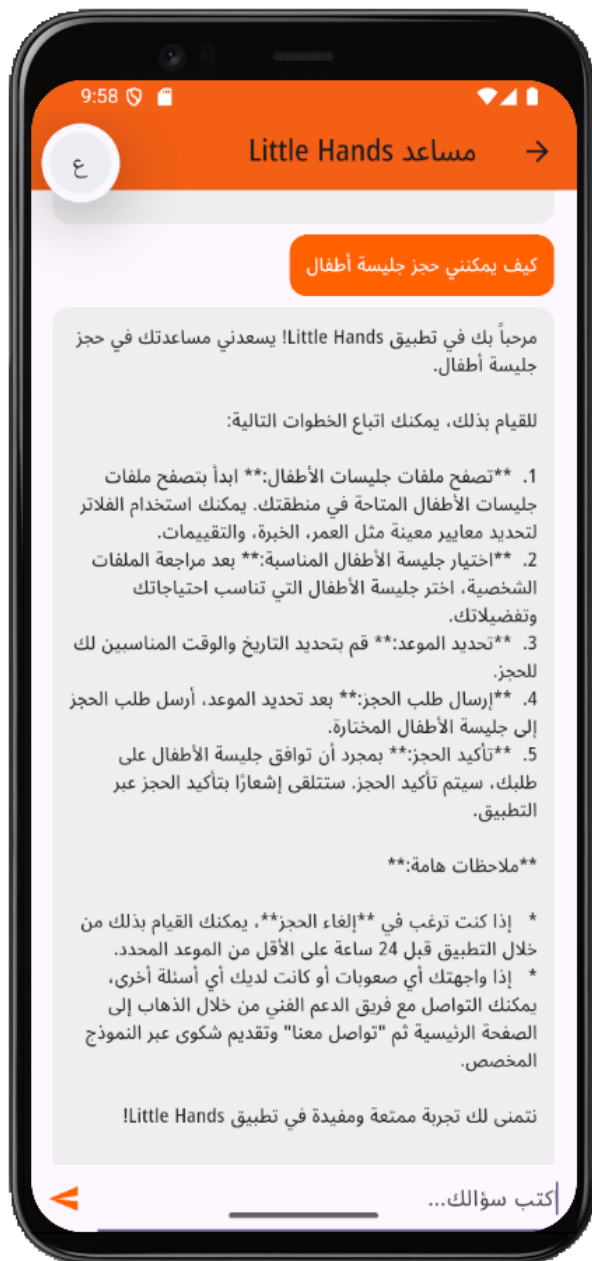 9:58
مساعد Little Hands
ع
كيف يمكنني حجز جليسة أطفال
مرحباً بك في تطبيق Little Hands! يسعدني مساعدتك في حجز
جليسة أطفال.
للقيام بذلك، يمكنك اتباع الخطوات التالية:
1. **تصفح ملفات جليسات الأطفال:** ابدأ بتصفح ملفات
جليسات الأطفال المتاحة في منطقتك. يمكنك استخدام الفلاتر
لتحديد معايير معينة مثل العمر، الخبرة، والتقييمات.
2. **اختيار جليسة الأطفال المناسبة:** بعد مراجعة الملفات
الشخصية، اختر جليسة الأطفال التي تناسب احتياجاتك
وتفضيلاتك.
3. **تحديد الموعد:** قم بتحديد التاريخ والوقت المناسبين لك
للحجز.
4. **إرسال طلب الحجز:** بعد تحديد الموعد، أرسل طلب الحجز
إلى جليسة الأطفال المختارة.
5. **تأكيد الحجز:** بمجرد أن توافق جليسة الأطفال على
طلبك، سيتم تأكيد الحجز. ستتلقى إشعارًا بتأكيد الحجز عبر
التطبيق.
**ملاحظات هامة:**
* إذا كنت ترغب في **إلغاء الحجز**، يمكنك القيام بذلك من
خلال التطبيق قبل 24 ساعة على الأقل من الموعد المحدد.
* إذا واجهتك أي صعوبات أو كانت لديك أي أسئلة أخرى،
يمكنك التواصل مع فريق الدعم الفني من خلال الذهاب إلى
الصفحة الرئيسية ثم "تواصل معنا" وتقديم شكوى عبر النموذج
المخصص.
نتمنى لك تجربة ممتعة ومفيدة في تطبيق Little Hands!
كتب سؤالك...